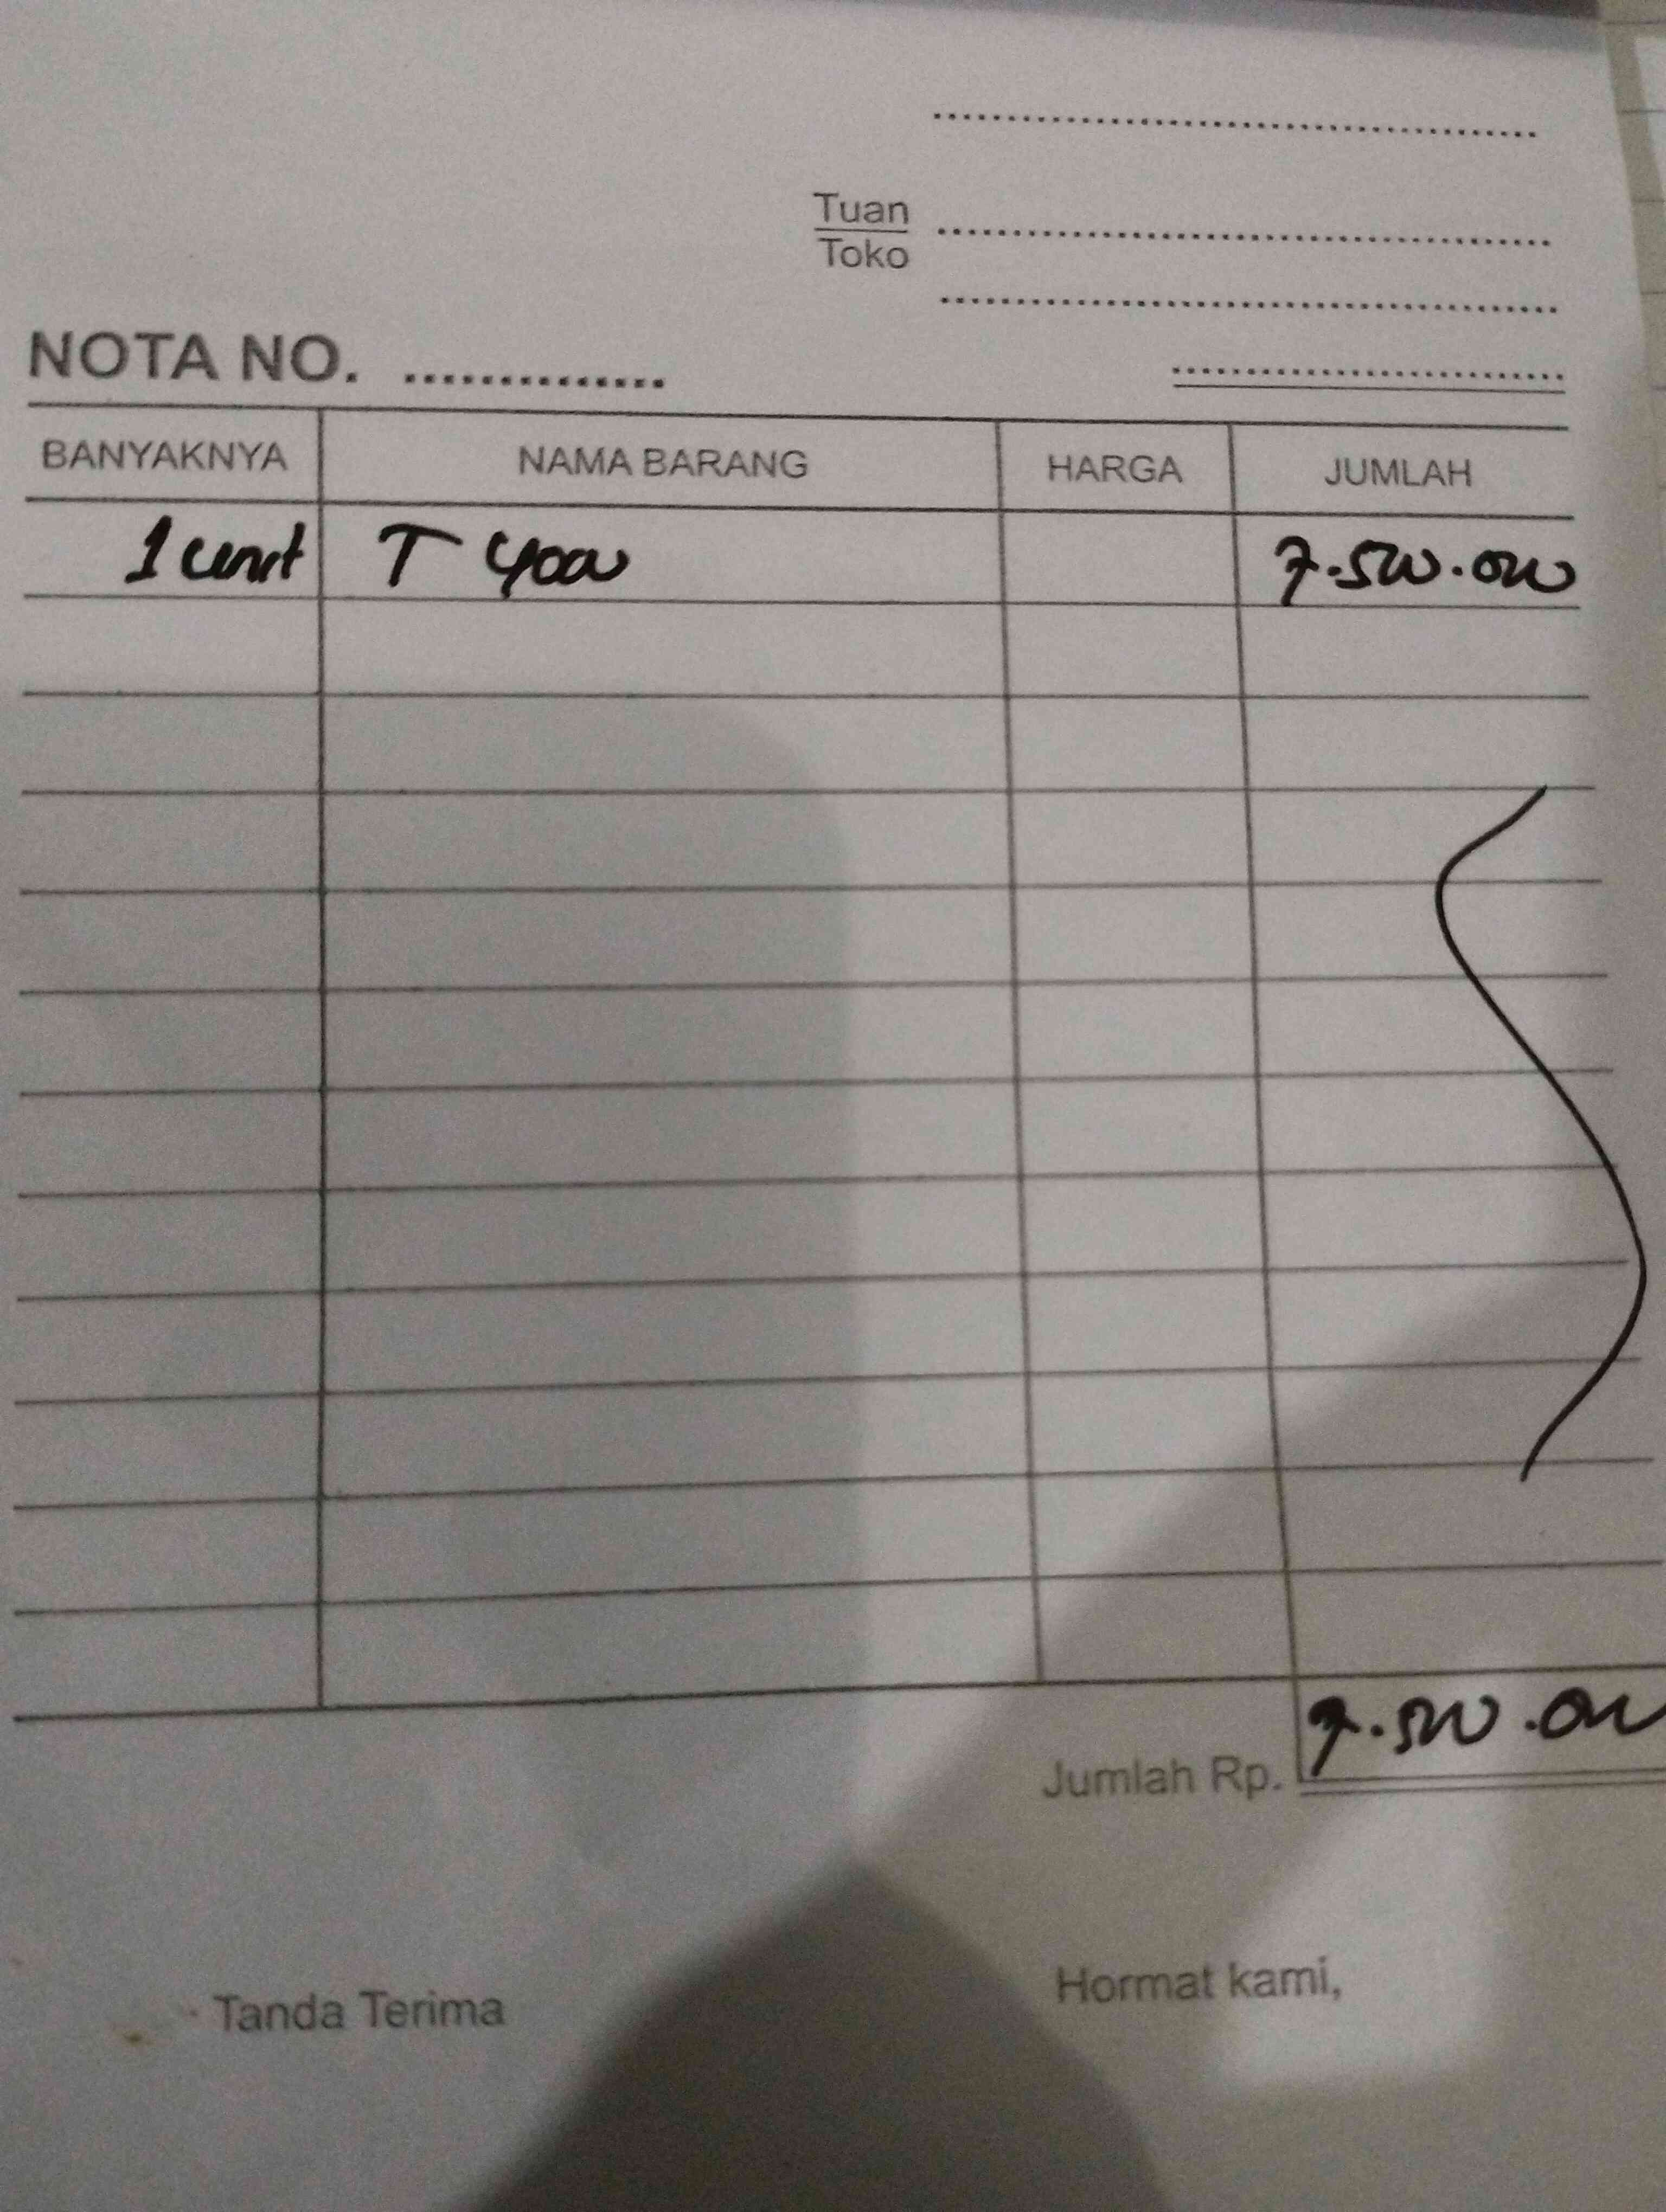 Tuan
Toko
NOTA NO. ..............
BANYAKNYA NAMA BARANG HARGA JUMLAH
1 unit T 4000 7.500.000
Jumlah Rp. 7.500.000
Tanda Terima Hormat kami,